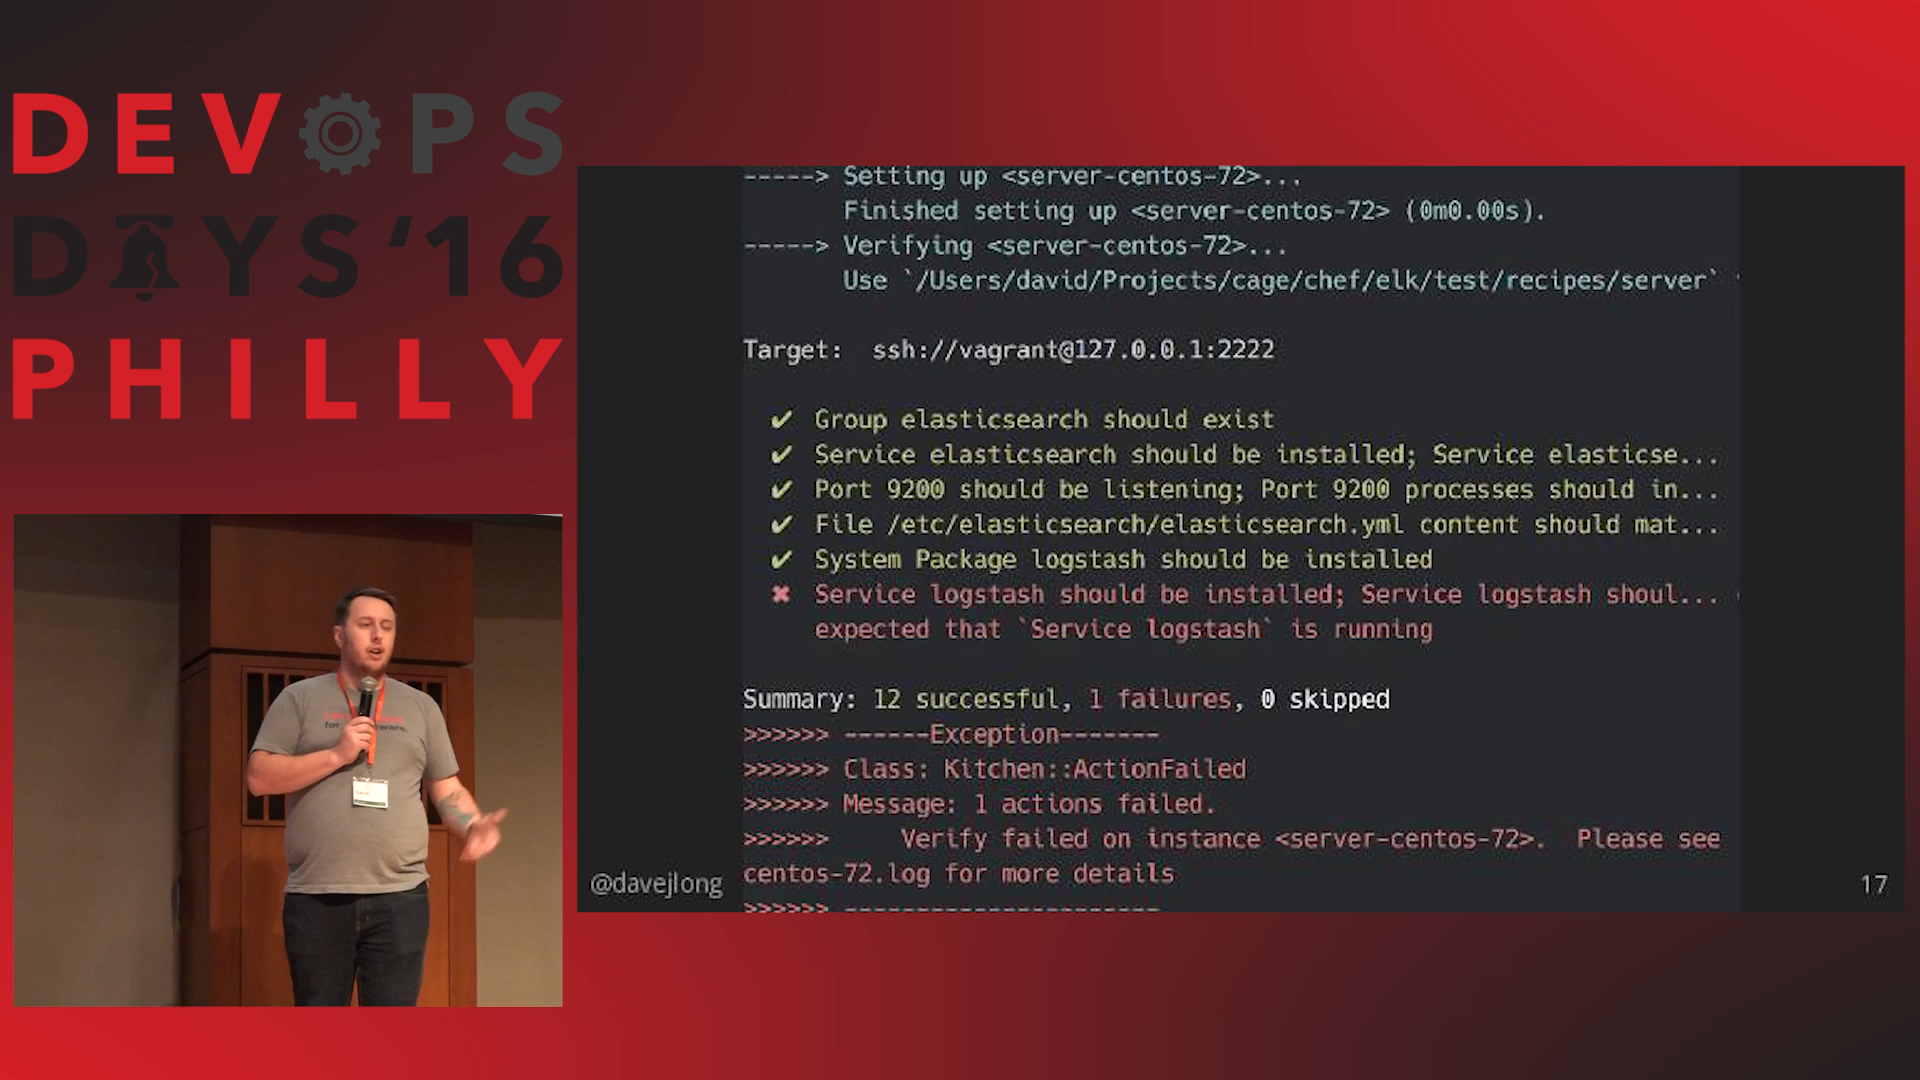 DEVOPS
DAYS '16
PHILLY
-----> Setting up <server-centos-72>...
Finished setting up <server-centos-72> (0m0.00s).
-----> Verifying <server-centos-72>...
Use `/Users/david/Projects/cage/chef/elk/test/recipes/server`
Target: ssh://vagrant@127.0.0.1:2222
✔ Group elasticsearch should exist
✔ Service elasticsearch should be installed; Service elasticse...
✔ Port 9200 should be listening; Port 9200 processes should in...
✔ File /etc/elasticsearch/elasticsearch.yml content should mat...
✔ System Package logstash should be installed
✖ Service logstash should be installed; Service logstash shoul...
expected that `Service logstash` is running
Summary: 12 successful, 1 failures, 0 skipped
>>>>>> ------Exception-------
>>>>>> Class: Kitchen::ActionFailed
>>>>>> Message: 1 actions failed.
>>>>>> Verify failed on instance <server-centos-72>. Please see
centos-72.log for more details
>>>>>> ----------------------
@davejlong
17
for